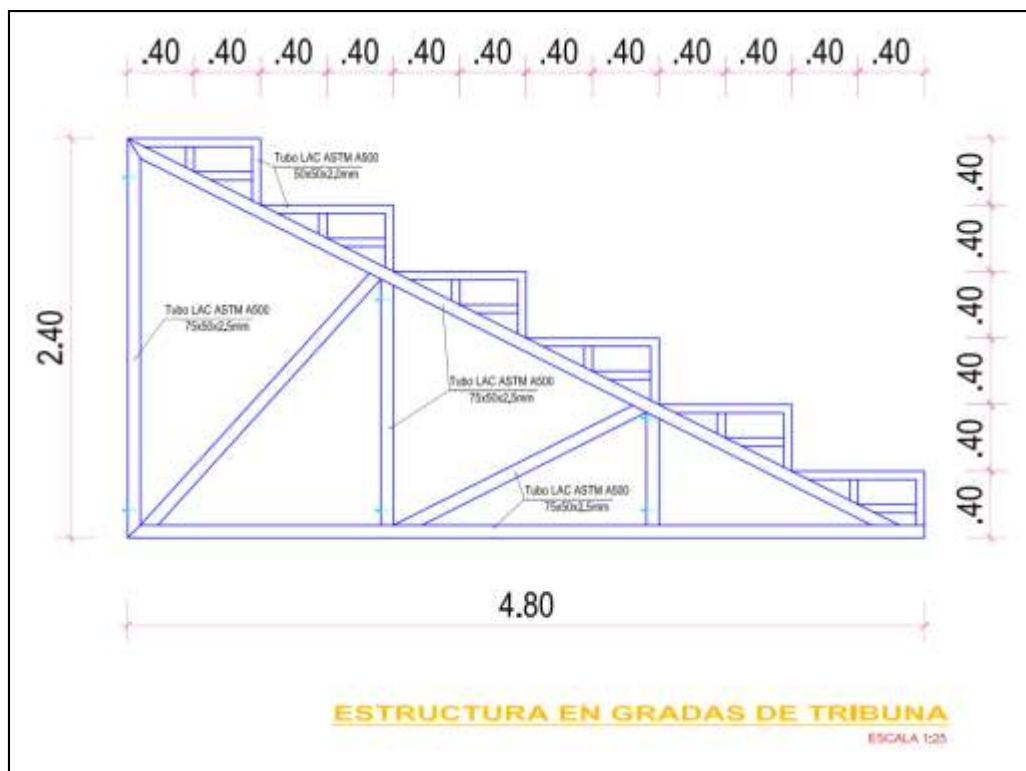 .40 .40 .40 .40 .40 .40 .40 .40 .40 .40 .40 .40
Tubo LAC ASTM A500
50x50x2,0mm
.40
.40
.40
.40
.40
.40
2.40
Tubo LAC ASTM A500
75x50x2,5mm
Tubo LAC ASTM A500
75x50x2,5mm
Tubo LAC ASTM A500
75x50x2,5mm
4.80
ESTRUCTURA EN GRADAS DE TRIBUNA
ESCALA 1:25